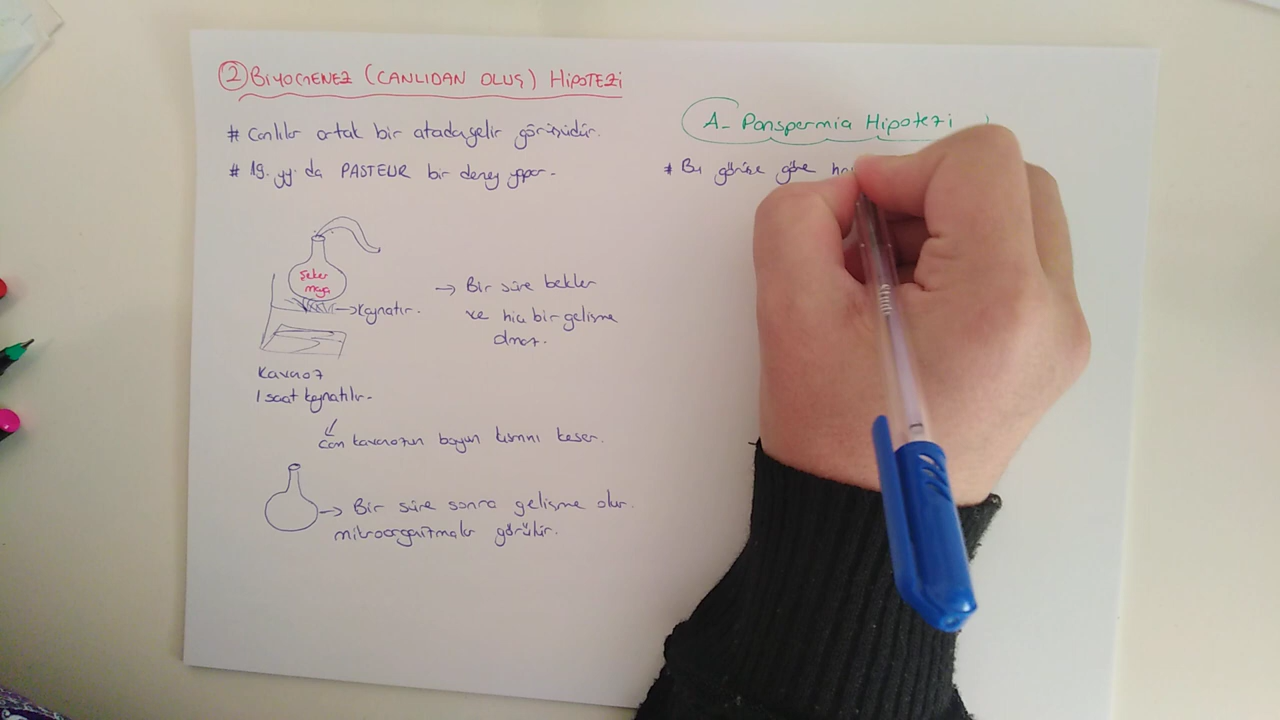 2 BİYOGENEZ (CANLIDAN OLUŞ) HİPOTEZİ
# Canlılar ortak bir atadan gelir görüşüdür.
# 19. yy. da PASTEUR bir deney yapar.
Şeker
maya
→ Kaynatır.
Kavanoz
1 saat kaynatılır.
→ Bir süre bekler
ve hiç bir gelişme
olmaz.
Cam kavanozun boyun kısmını keser.
→ Bir süre sonra gelişme olur.
mikroorganizmalar görülür.
A- Panspermia Hipotezi
* Bu görüşe göre